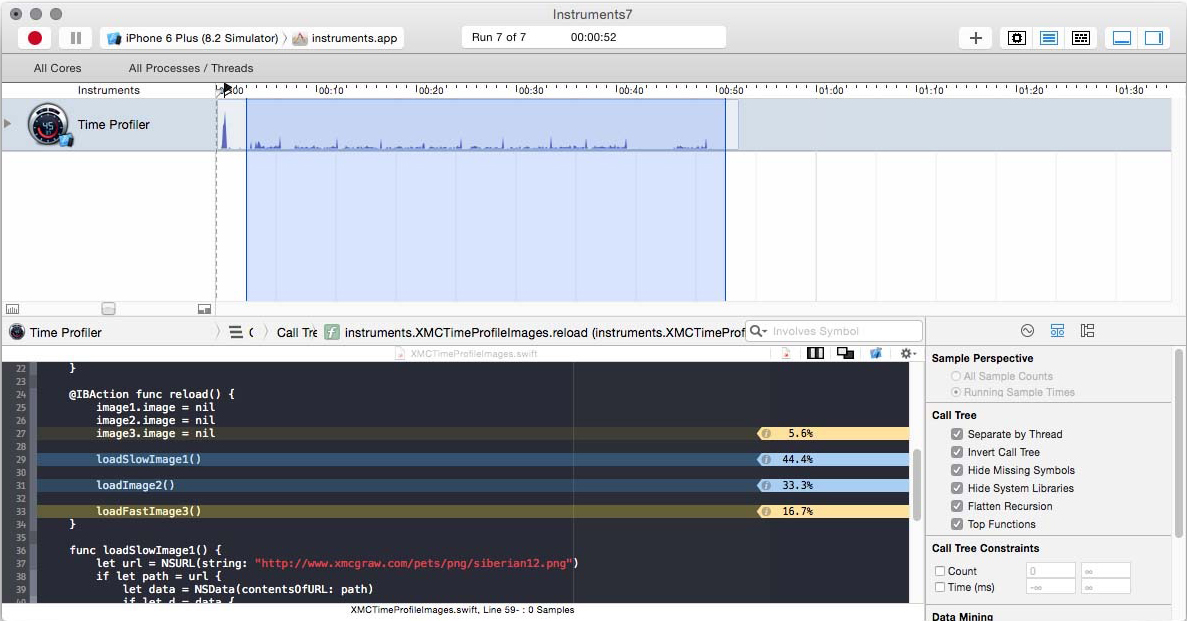 Instruments7
iPhone 6 Plus (8.2 Simulator) instruments.app
Run 7 of 7 00:00:52
All Cores All Processes / Threads
Instruments
00:10 00:20 00:30 00:40 00:50 01:00 01:10 01:20 01:30
Time Profiler
Time Profiler Call Tre instruments.XMCTimeProfileImages.reload (instruments.XMCTimeProf Involves Symbol
XMCTimeProfileImages.swift
22 }
23
24 @IBAction func reload() {
25 image1.image = nil
26 image2.image = nil
27 image3.image = nil 5.6%
28
29 loadSlowImage1() 44.4%
30
31 loadImage2() 33.3%
32
33 loadFastImage3() 16.7%
34 }
35
36 func loadSlowImage1() {
37 let url = NSURL(string: "http://www.xmcgraw.com/pets/png/siberian12.png")
38 if let path = url {
39 let data = NSData(contentsOfURL: path)
40 if let d = data {
XMCTimeProfileImages.swift, Line 59- : 0 Samples
Sample Perspective
All Sample Counts
Running Sample Times
Call Tree
Separate by Thread
Invert Call Tree
Hide Missing Symbols
Hide System Libraries
Flatten Recursion
Top Functions
Call Tree Constraints
Count 0 ∞
Time (ms) -∞ ∞
Data Mining